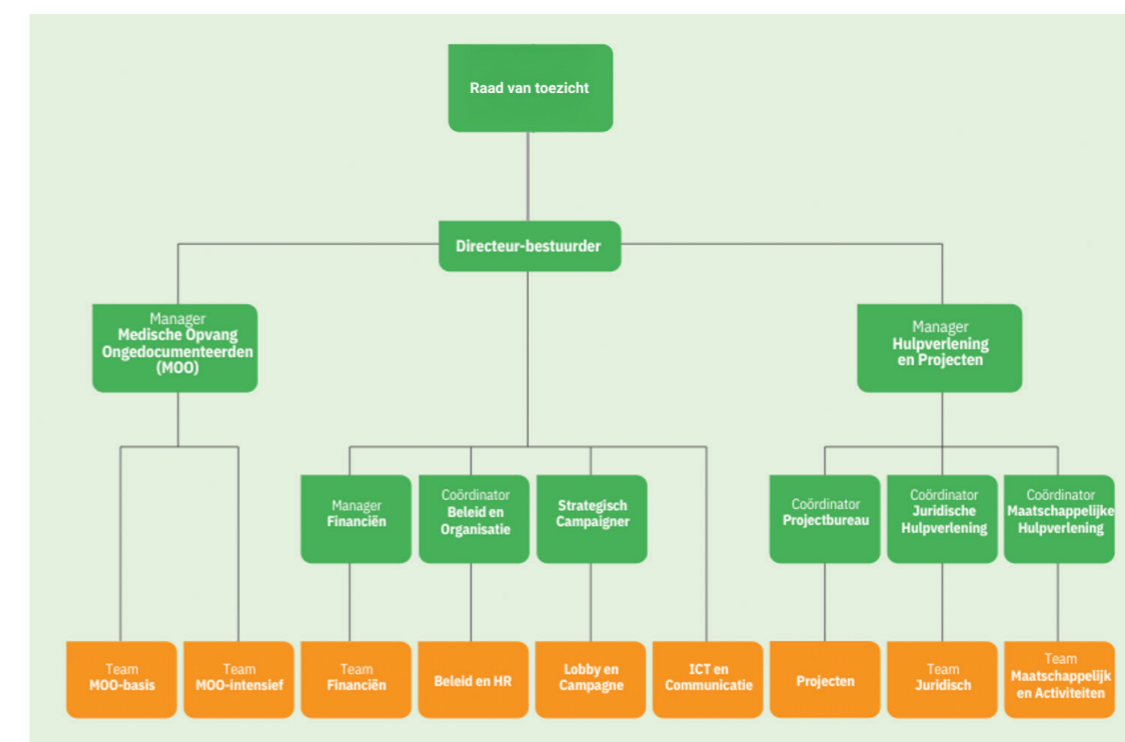 Raad van toezicht
Directeur-bestuurder
Manager
Medische Opvang
Ongedocumenteerden
(MOO)
Manager
Hulpverlening
en Projecten
Manager
Financiën
Coördinator
Beleid en
Organisatie
Strategisch
Campaigner
Coördinator
Projectbureau
Coördinator
Juridische
Hulpverlening
Coördinator
Maatschappelijke
Hulpverlening
Team
MOO-basis
Team
MOO-intensief
Team
Financiën
Beleid en HR
Lobby en
Campagne
ICT en
Communicatie
Projecten
Team
Juridisch
Team
Maatschappelijk
en Activiteiten